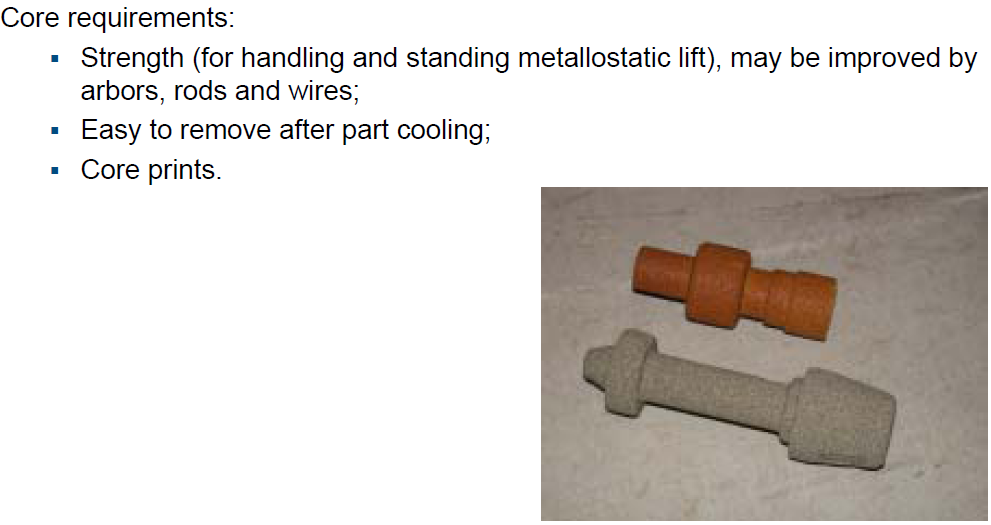 Core requirements:
▪ Strength (for handling and standing metallostatic lift), may be improved by
arbors, rods and wires;
▪ Easy to remove after part cooling;
▪ Core prints.